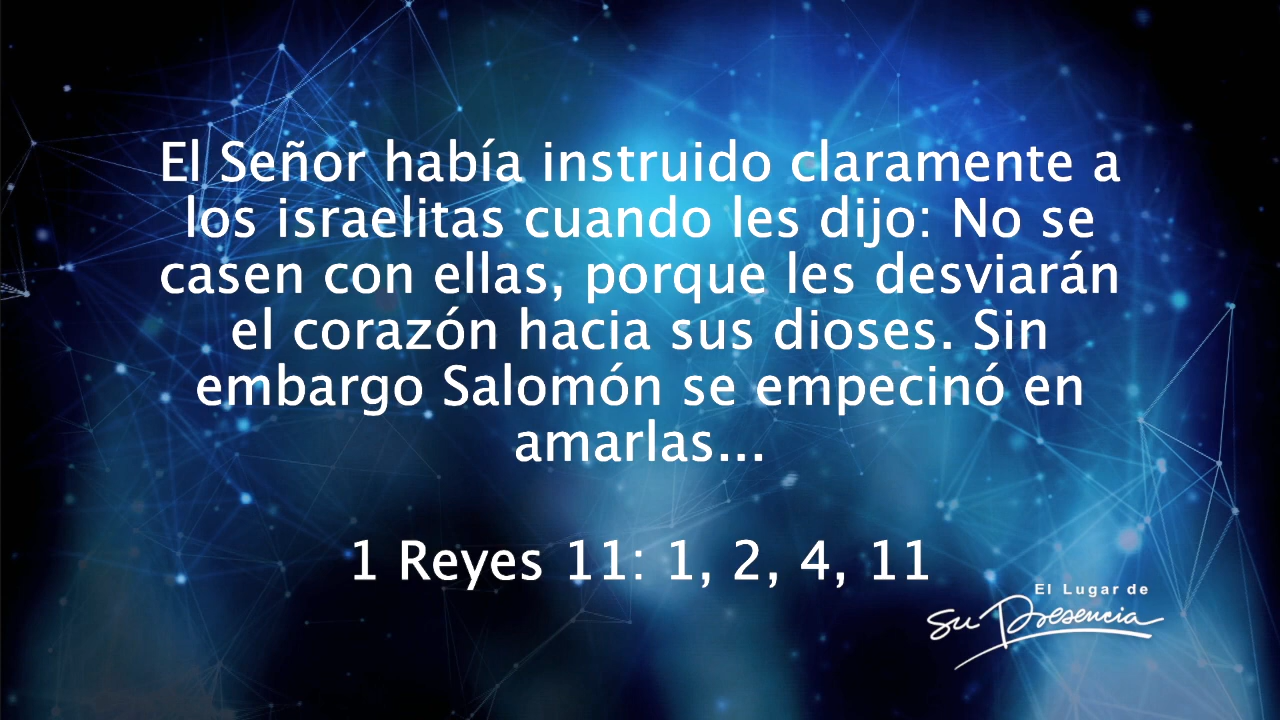 El Señor había instruido claramente a
los israelitas cuando les dijo: No se
casen con ellas, porque les desviarán
el corazón hacia sus dioses. Sin
embargo Salomón se empecinó en
amarlas...
1 Reyes 11: 1, 2, 4, 11
El Lugar de
Su Presencia